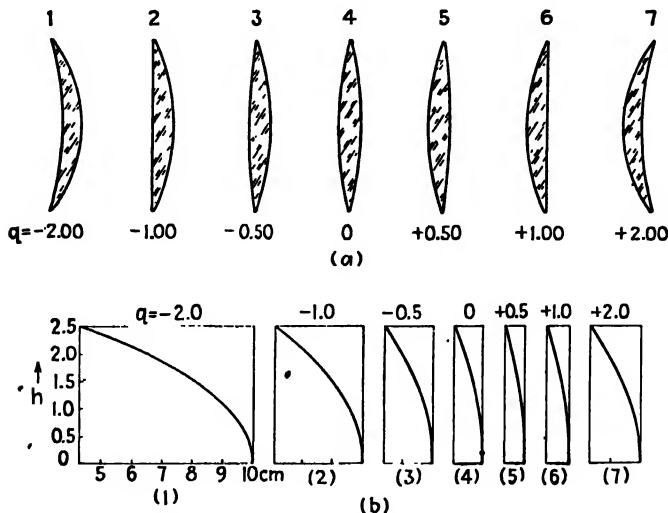 1 2 3 4 5 6 7
q=-2.00 -1.00 -0.50 0 +0.50 +1.00 +2.00
(a)
q=-2.0 -1.0 -0.5 0 +0.5 +1.0 +2.0
2.5
2.0
1.5
h
1.0
0.5
0
5 6 7 8 9 10cm (2) (3) (4) (5) (6) (7)
(1) (b)